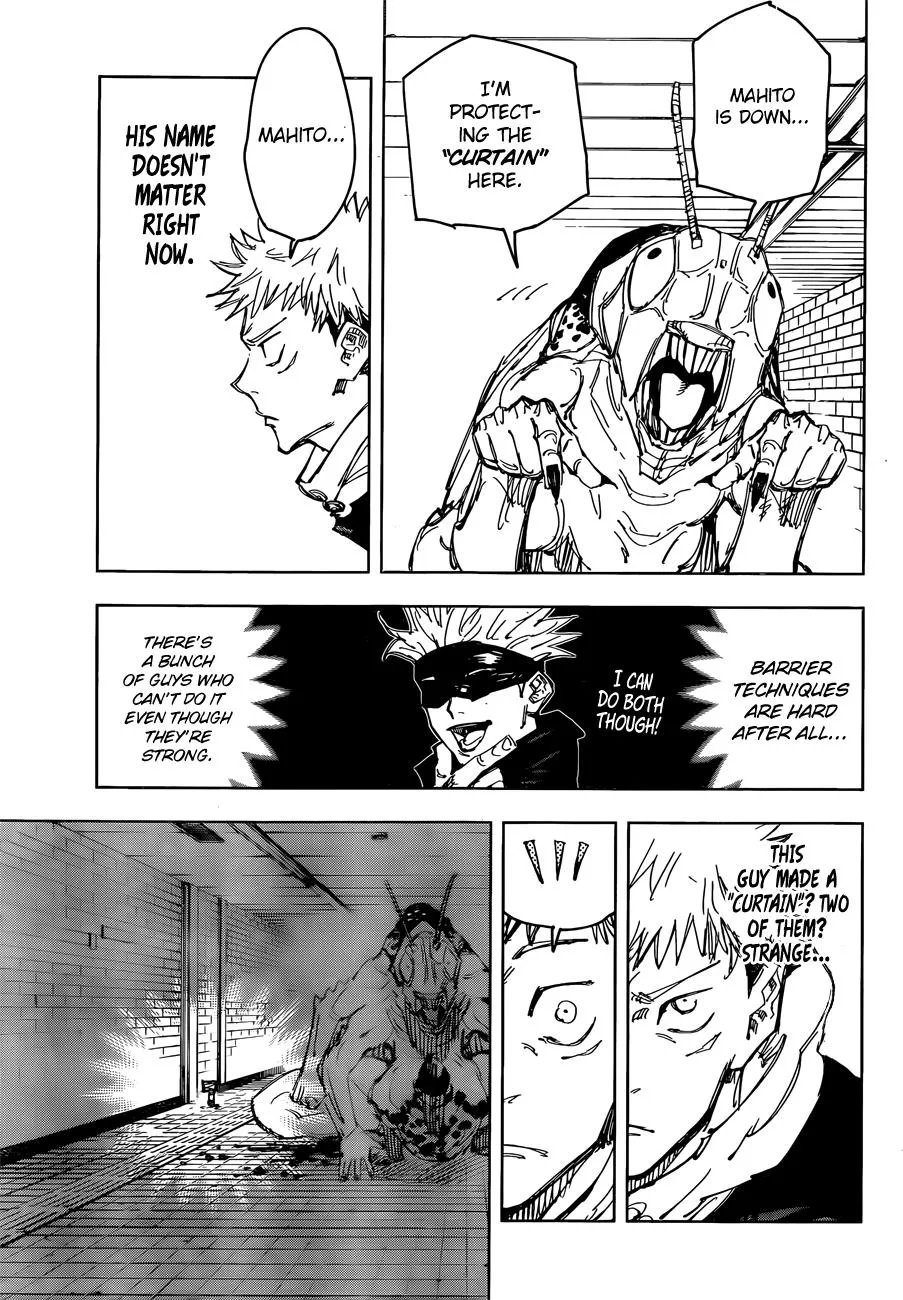 MAHITO
IS DOWN...
I'M
PROTECT-
ING THE
"CURTAIN"
HERE.
MAHITO...
HIS NAME
DOESN'T
MATTER
RIGHT
NOW.
BARRIER
TECHNIQUES
ARE HARD
AFTER ALL...
I CAN
DO BOTH
THOUGH!
THERE'S
A BUNCH
OF GUYS WHO
CAN'T DO IT
EVEN THOUGH
THEY'RE
STRONG.
THIS
GUY MADE A
"CURTAIN"? TWO
OF THEM?
STRANGE...